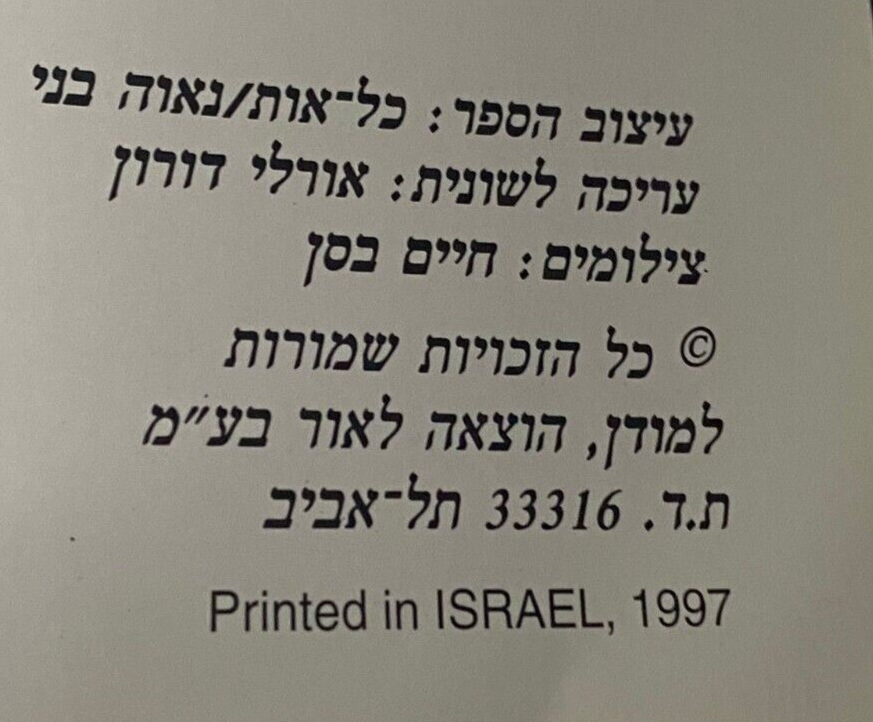 עיצוב הספר: כל־אות/נאוה בני
עריכה לשונית: אורלי דורון
צילומים: חיים בסן
© כל הזכויות שמורות
למודן, הוצאה לאור בע״מ
ת.ד. 33316 תל־אביב
Printed in ISRAEL, 1997